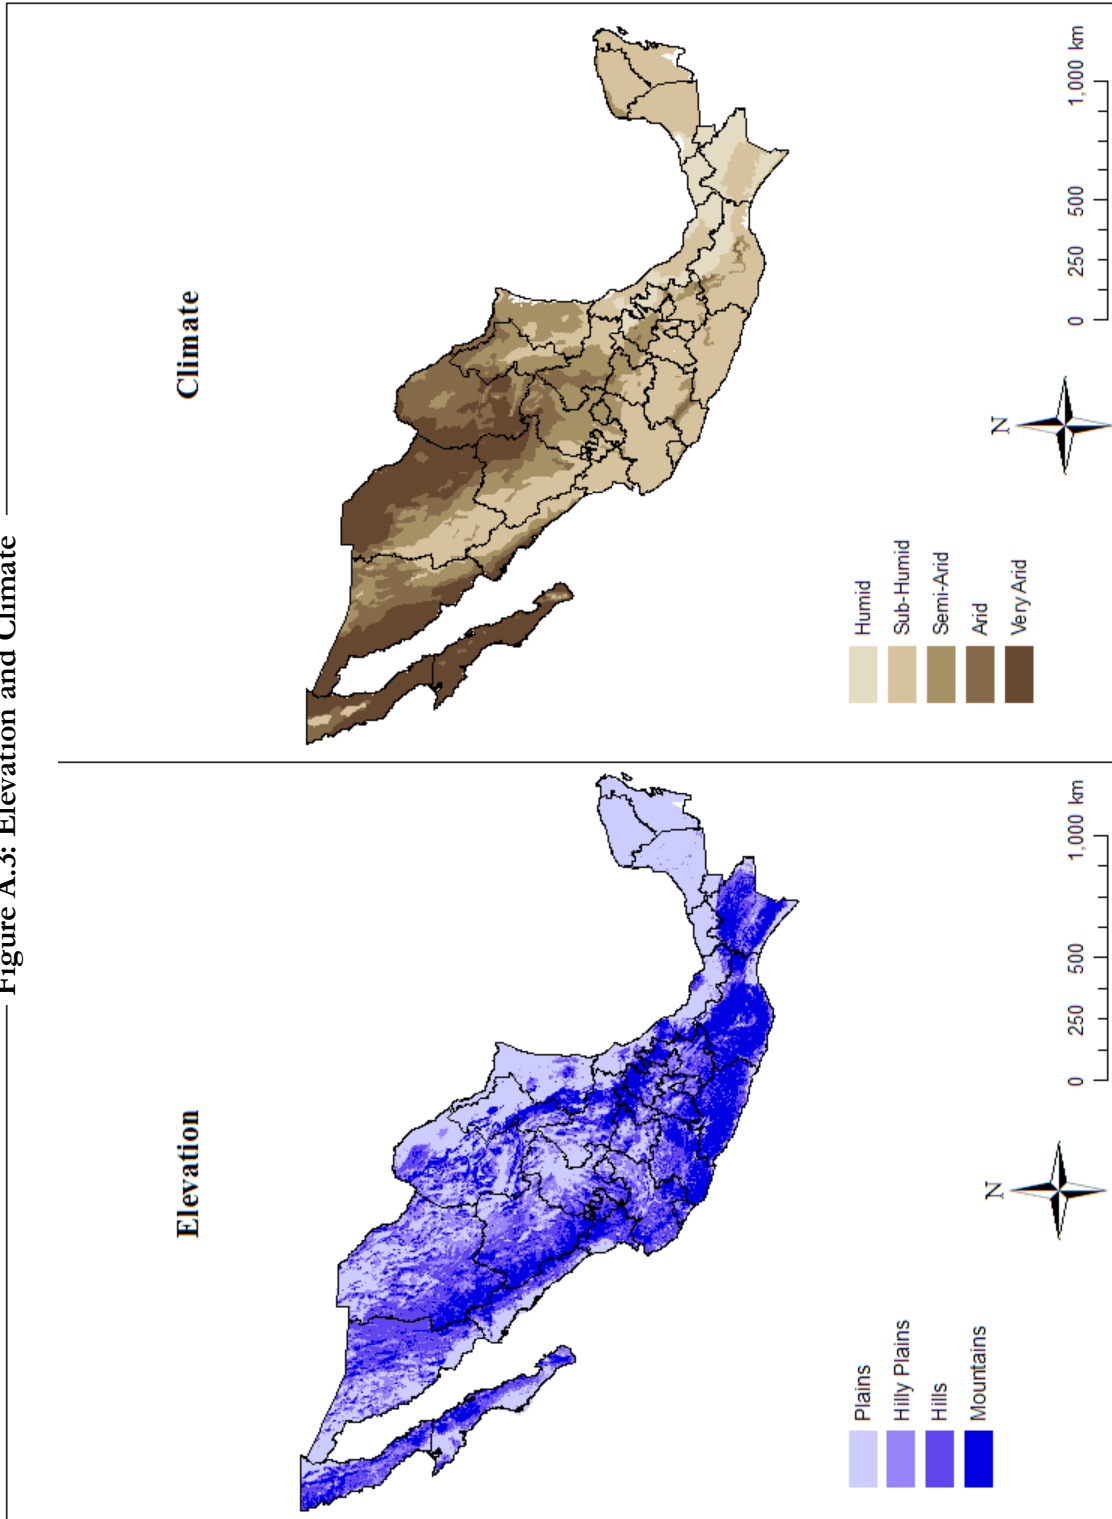 Figure A.3: Elevation and Climate
Elevation
Plains
Hilly Plains
Hills
Mountains
N
0 250 500 1,000 km
Climate
Humid
Sub-Humid
Semi-Arid
Arid
Very Arid
N
0 250 500 1,000 km